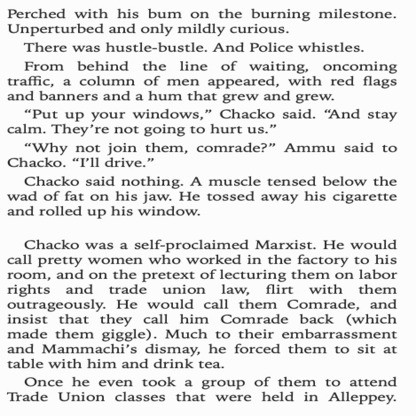 Perched with his bum on the burning milestone.
Unperturbed and only mildly curious.
There was hustle-bustle. And Police whistles.
From behind the line of waiting, oncoming
traffic, a column of men appeared, with red flags
and banners and a hum that grew and grew.
“Put up your windows,” Chacko said. “And stay
calm. They’re not going to hurt us.”
“Why not join them, comrade?” Ammu said to
Chacko. “I’ll drive.”
Chacko said nothing. A muscle tensed below the
wad of fat on his jaw. He tossed away his cigarette
and rolled up his window.
Chacko was a self-proclaimed Marxist. He would
call pretty women who worked in the factory to his
room, and on the pretext of lecturing them on labor
rights and trade union law, flirt with them
outrageously. He would call them Comrade, and
insist that they call him Comrade back (which
made them giggle). Much to their embarrassment
and Mammachi’s dismay, he forced them to sit at
table with him and drink tea.
Once he even took a group of them to attend
Trade Union classes that were held in Alleppey.